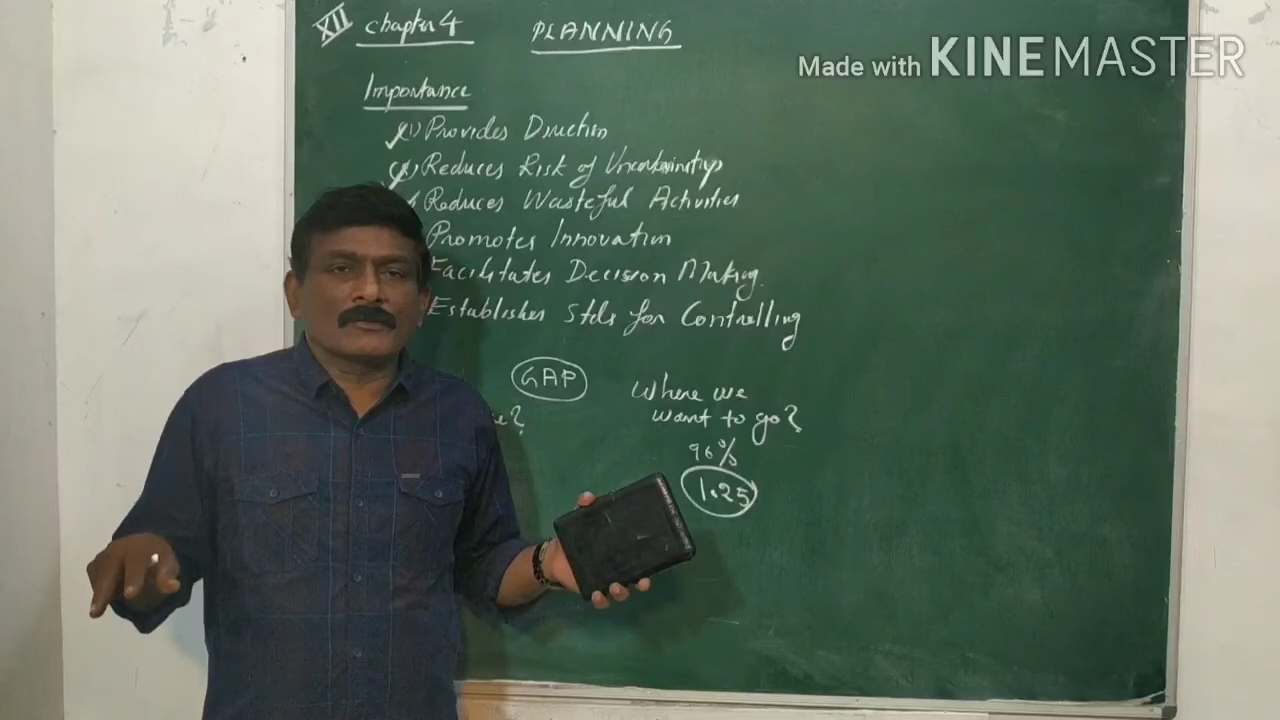 Made with KINEMASTER
XII Chapter 4 PLANNING
Importance
(1) Provides Direction
Reduces Risk of Uncertainitys
Reduces Wasteful Activities
Promotes Innovation
Facilitates Decision Making.
Establishes Stds for Controlling
GAP
Where we
want to go?
96%
1.25